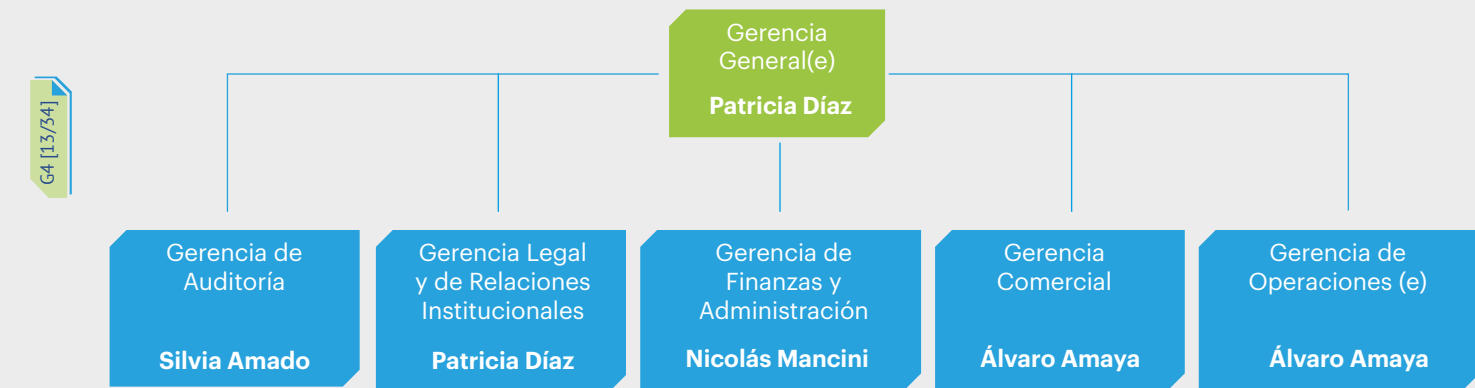 Gerencia
General(e)
Patricia Díaz
G4 [13/34]
Gerencia de
Auditoría
Silvia Amado
Gerencia Legal
y de Relaciones
Institucionales
Patricia Díaz
Gerencia de
Finanzas y
Administración
Nicolás Mancini
Gerencia
Comercial
Álvaro Amaya
Gerencia de
Operaciones (e)
Álvaro Amaya